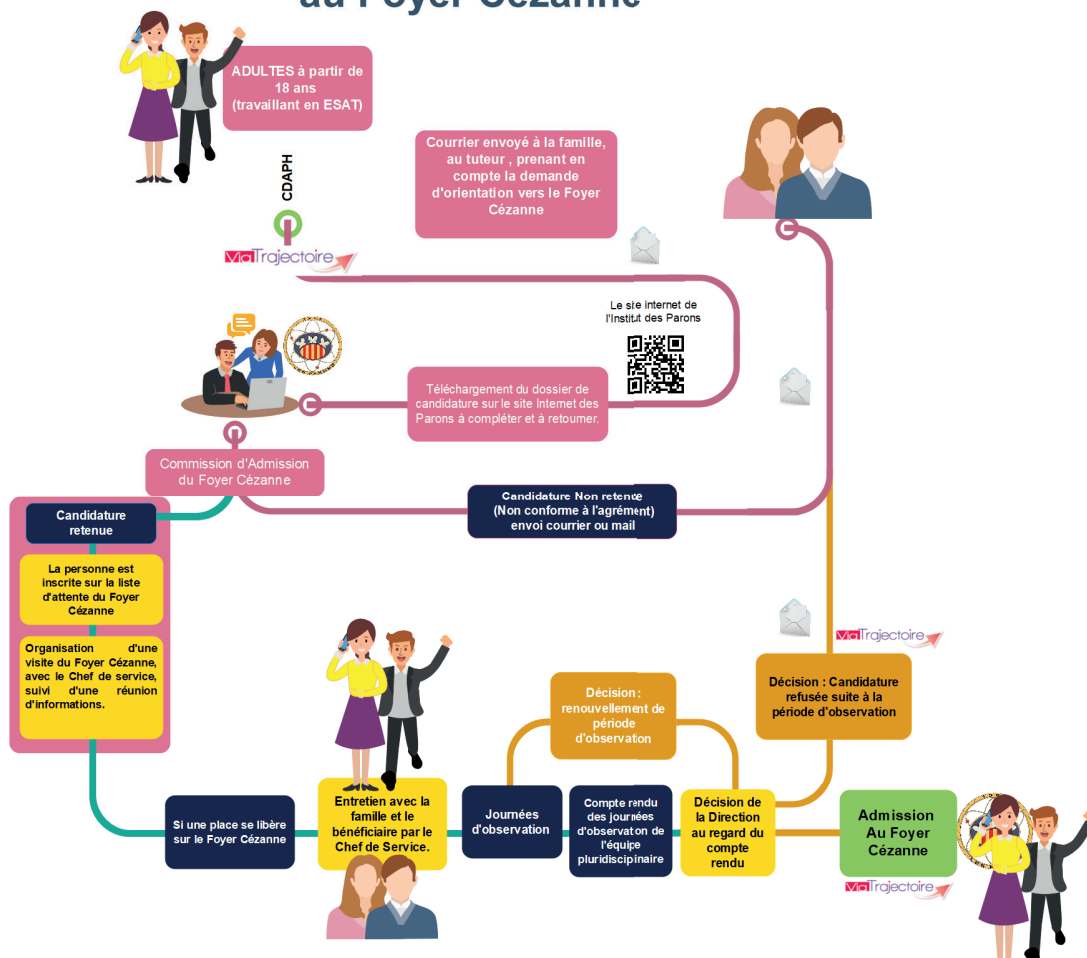 au Foyer Cézanne
ADULTES à partir de
18 ans
(travaillant en ESAT)
CDAPH
ViaTrajectoire
Courrier envoyé à la famille,
au tuteur , prenant en
compte la demande
d'orientation vers le Foyer
Cézanne
Le site internet de
l'Institut des Parons
Téléchargement du dossier de
candidature sur le site Internet des
Parons à compléter et à retourner.
Commission d'Admission
du Foyer Cézanne
Candidature Non retenue
(Non conforme à l'agrément)
envoi courrier ou mail
Candidature
retenue
La personne est
inscrite sur la liste
d'attente du Foyer
Cézanne
Organisation d'une
visite du Foyer Cézanne,
avec le Chef de service,
suivi d'une réunion
d'informations.
Si une place se libère
sur le Foyer Cézanne
Entretien avec la
famille et le
bénéficiaire par le
Chef de Service.
Journées
d'observation
Compte rendu
des journées
d'observaton de
l'équipe
pluridiscipinaire
Décision :
renouvellement de
période
d'observation
Décision de
la Direction
au regard du
compte
rendu
ViaTrajectoire
Décision : Candidature
refusée suite à la
période d'observation
Admission
Au Foyer
Cézanne
ViaTrajectoire